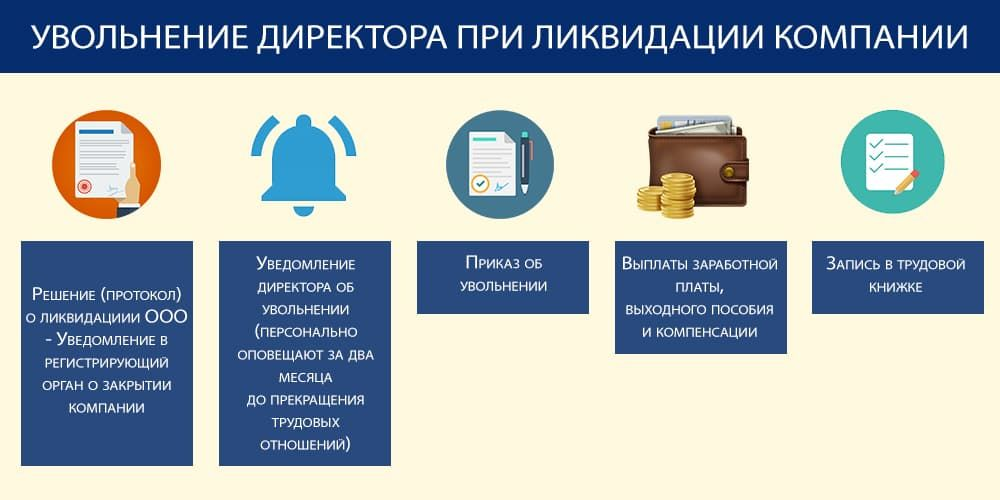 УВОЛЬНЕНИЕ ДИРЕКТОРА ПРИ ЛИКВИДАЦИИ КОМПАНИИ
РЕШЕНИЕ (ПРОТОКОЛ)
О ЛИКВИДАЦИИИ ООО
- УВЕДОМЛЕНИЕ В
РЕГИСТРИРУЮЩИЙ
ОРГАН О ЗАКРЫТИИ
КОМПАНИИ
УВЕДОМЛЕНИЕ
ДИРЕКТОРА ОБ
УВОЛЬНЕНИИ
(ПЕРСОНАЛЬНО
ОПОВЕЩАЮТ ЗА ДВА
МЕСЯЦА
ДО ПРЕКРАЩЕНИЯ
ТРУДОВЫХ
ОТНОШЕНИЙ)
ПРИКАЗ ОБ
УВОЛЬНЕНИИ
ВЫПЛАТЫ ЗАРАБОТНОЙ
ПЛАТЫ,
ВЫХОДНОГО ПОСОБИЯ
И КОМПЕНСАЦИИ
ЗАПИСЬ В ТРУДОВОЙ
КНИЖКЕ